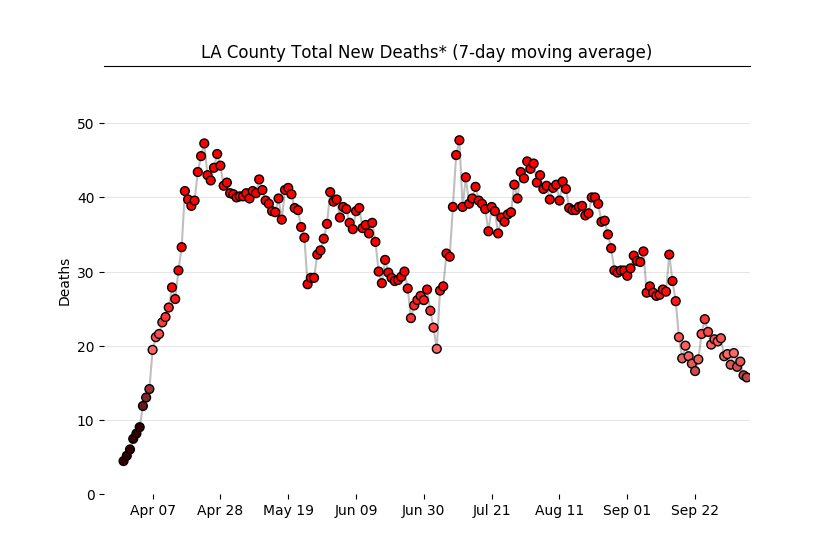 LA County Total New Deaths* (7-day moving average)
50
40
30
20
10
0
Deaths
Apr 07 Apr 28 May 19 Jun 09 Jun 30 Jul 21 Aug 11 Sep 01 Sep 22